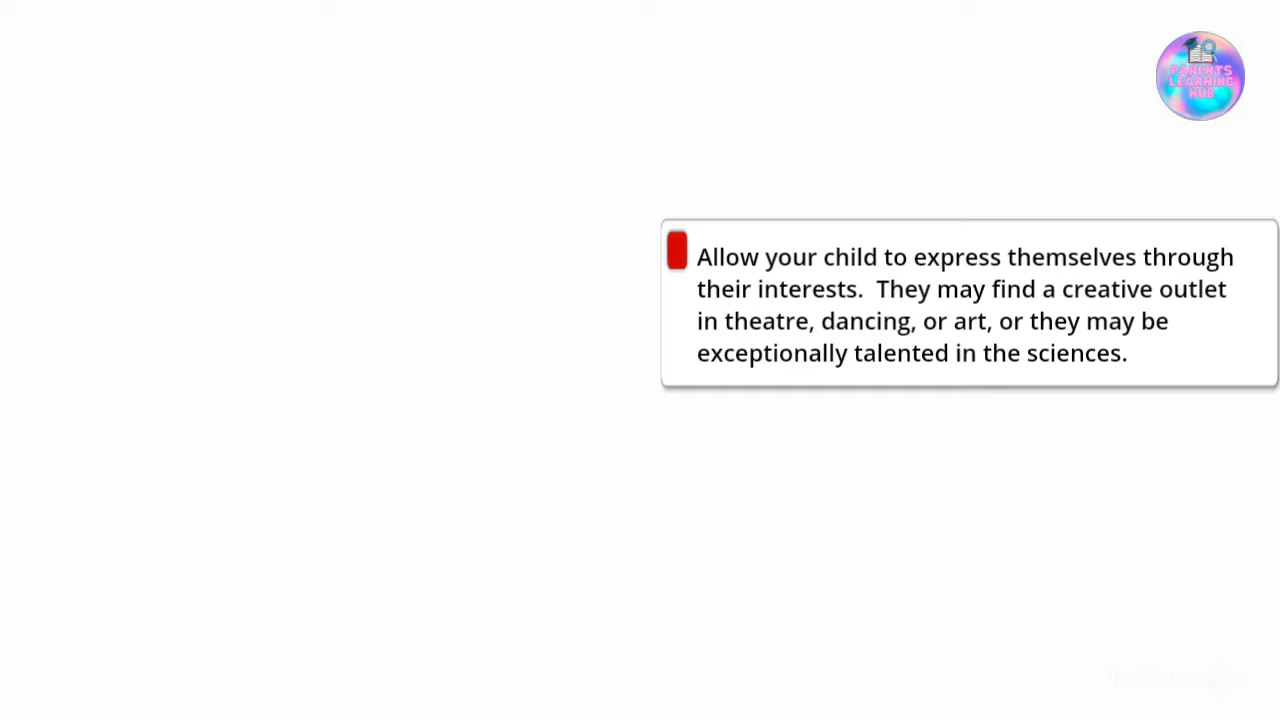 PARENTS
LEARNING
HUB
Allow your child to express themselves through
their interests.  They may find a creative outlet
in theatre, dancing, or art, or they may be
exceptionally talented in the sciences.